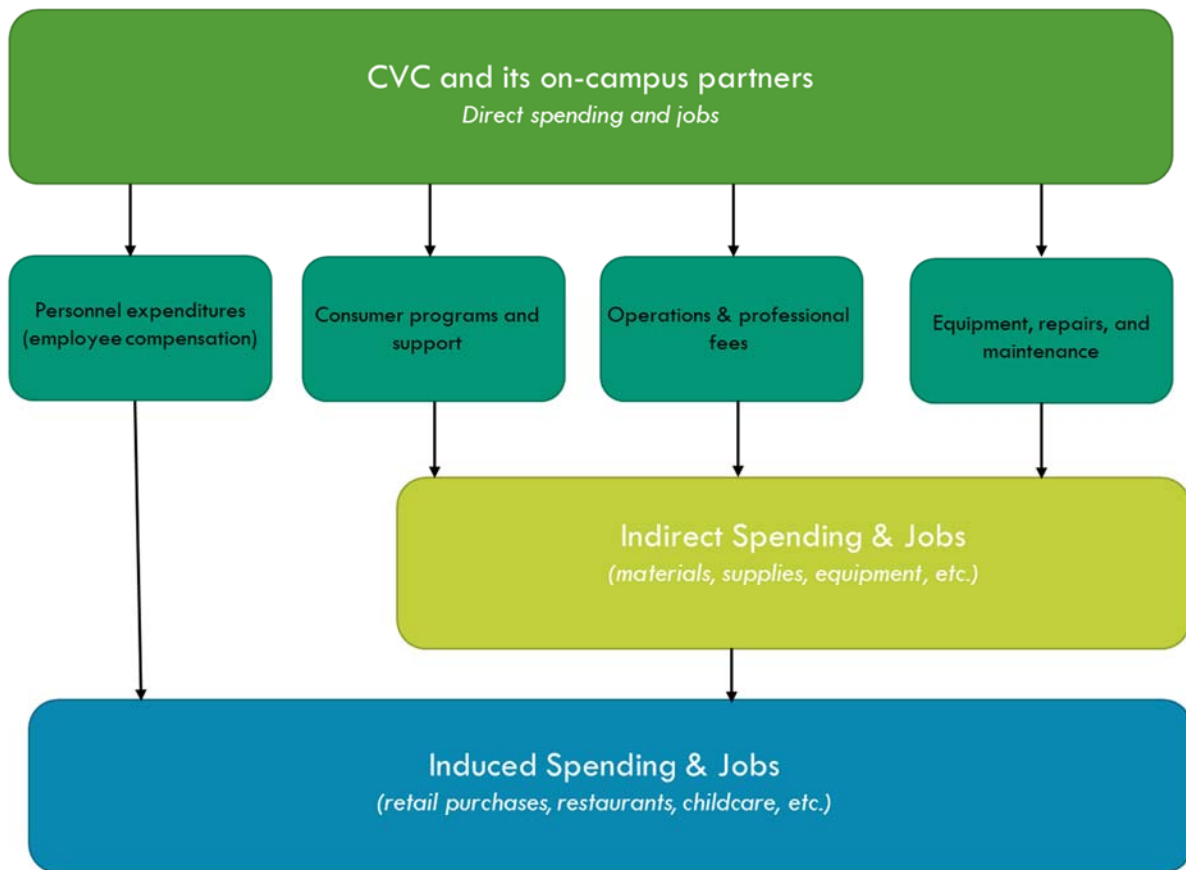 CVC and its on-campus partners
Direct spending and jobs
Personnel expenditures
(employee compensation)
Consumer programs and
support
Operations & professional
fees
Equipment, repairs, and
maintenance
Indirect Spending & Jobs
(materials, supplies, equipment, etc.)
Induced Spending & Jobs
(retail purchases, restaurants, childcare, etc.)